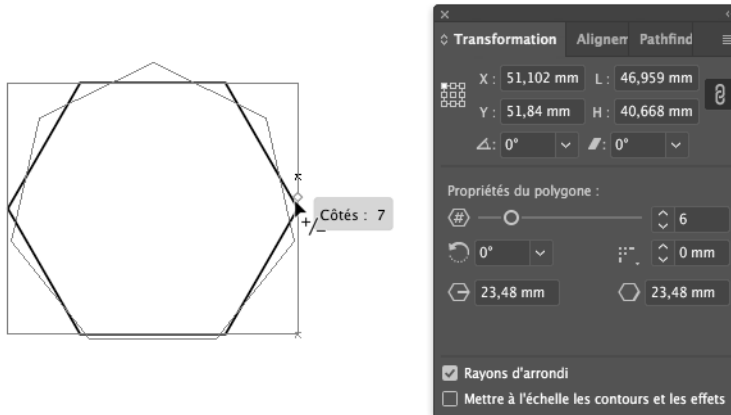 Transformation Alignem Pathfind
X : 51,102 mm L : 46,959 mm
Y : 51,84 mm H : 40,668 mm
0° 0°
Propriétés du polygone :
# 6
0° 0 mm
23,48 mm 23,48 mm
Rayons d'arrondi
Mettre à l'échelle les contours et les effets
Côtés : 7